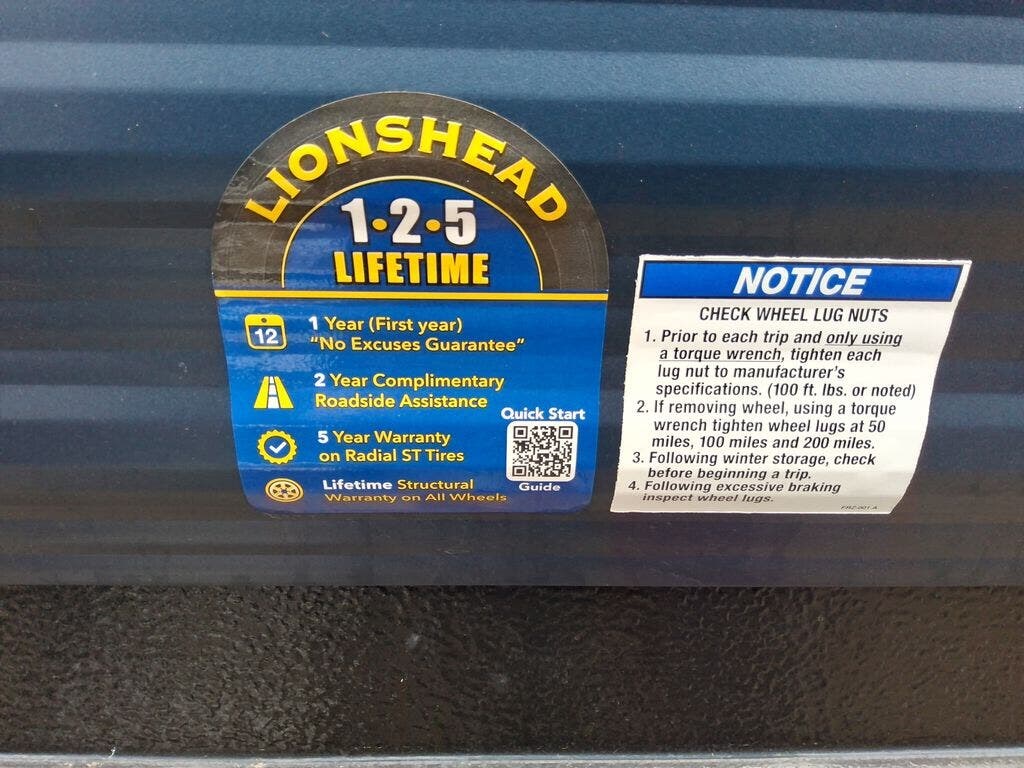 LIONSHEAD
1•2•5
LIFETIME
12
1 Year (First year)
"No Excuses Guarantee"
2 Year Complimentary
Roadside Assistance
5 Year Warranty
on Radial ST Tires
Lifetime Structural
Warranty on All Wheels
Quick Start
Guide
NOTICE
CHECK WHEEL LUG NUTS
1. Prior to each trip and only using
a torque wrench, tighten each
lug nut to manufacturer's
specifications. (100 ft. lbs. or noted)
2. If removing wheel, using a torque
wrench tighten wheel lugs at 50
miles, 100 miles and 200 miles.
3. Following winter storage, check
before beginning a trip.
4. Following excessive braking
inspect wheel lugs.
FRZ-001 A